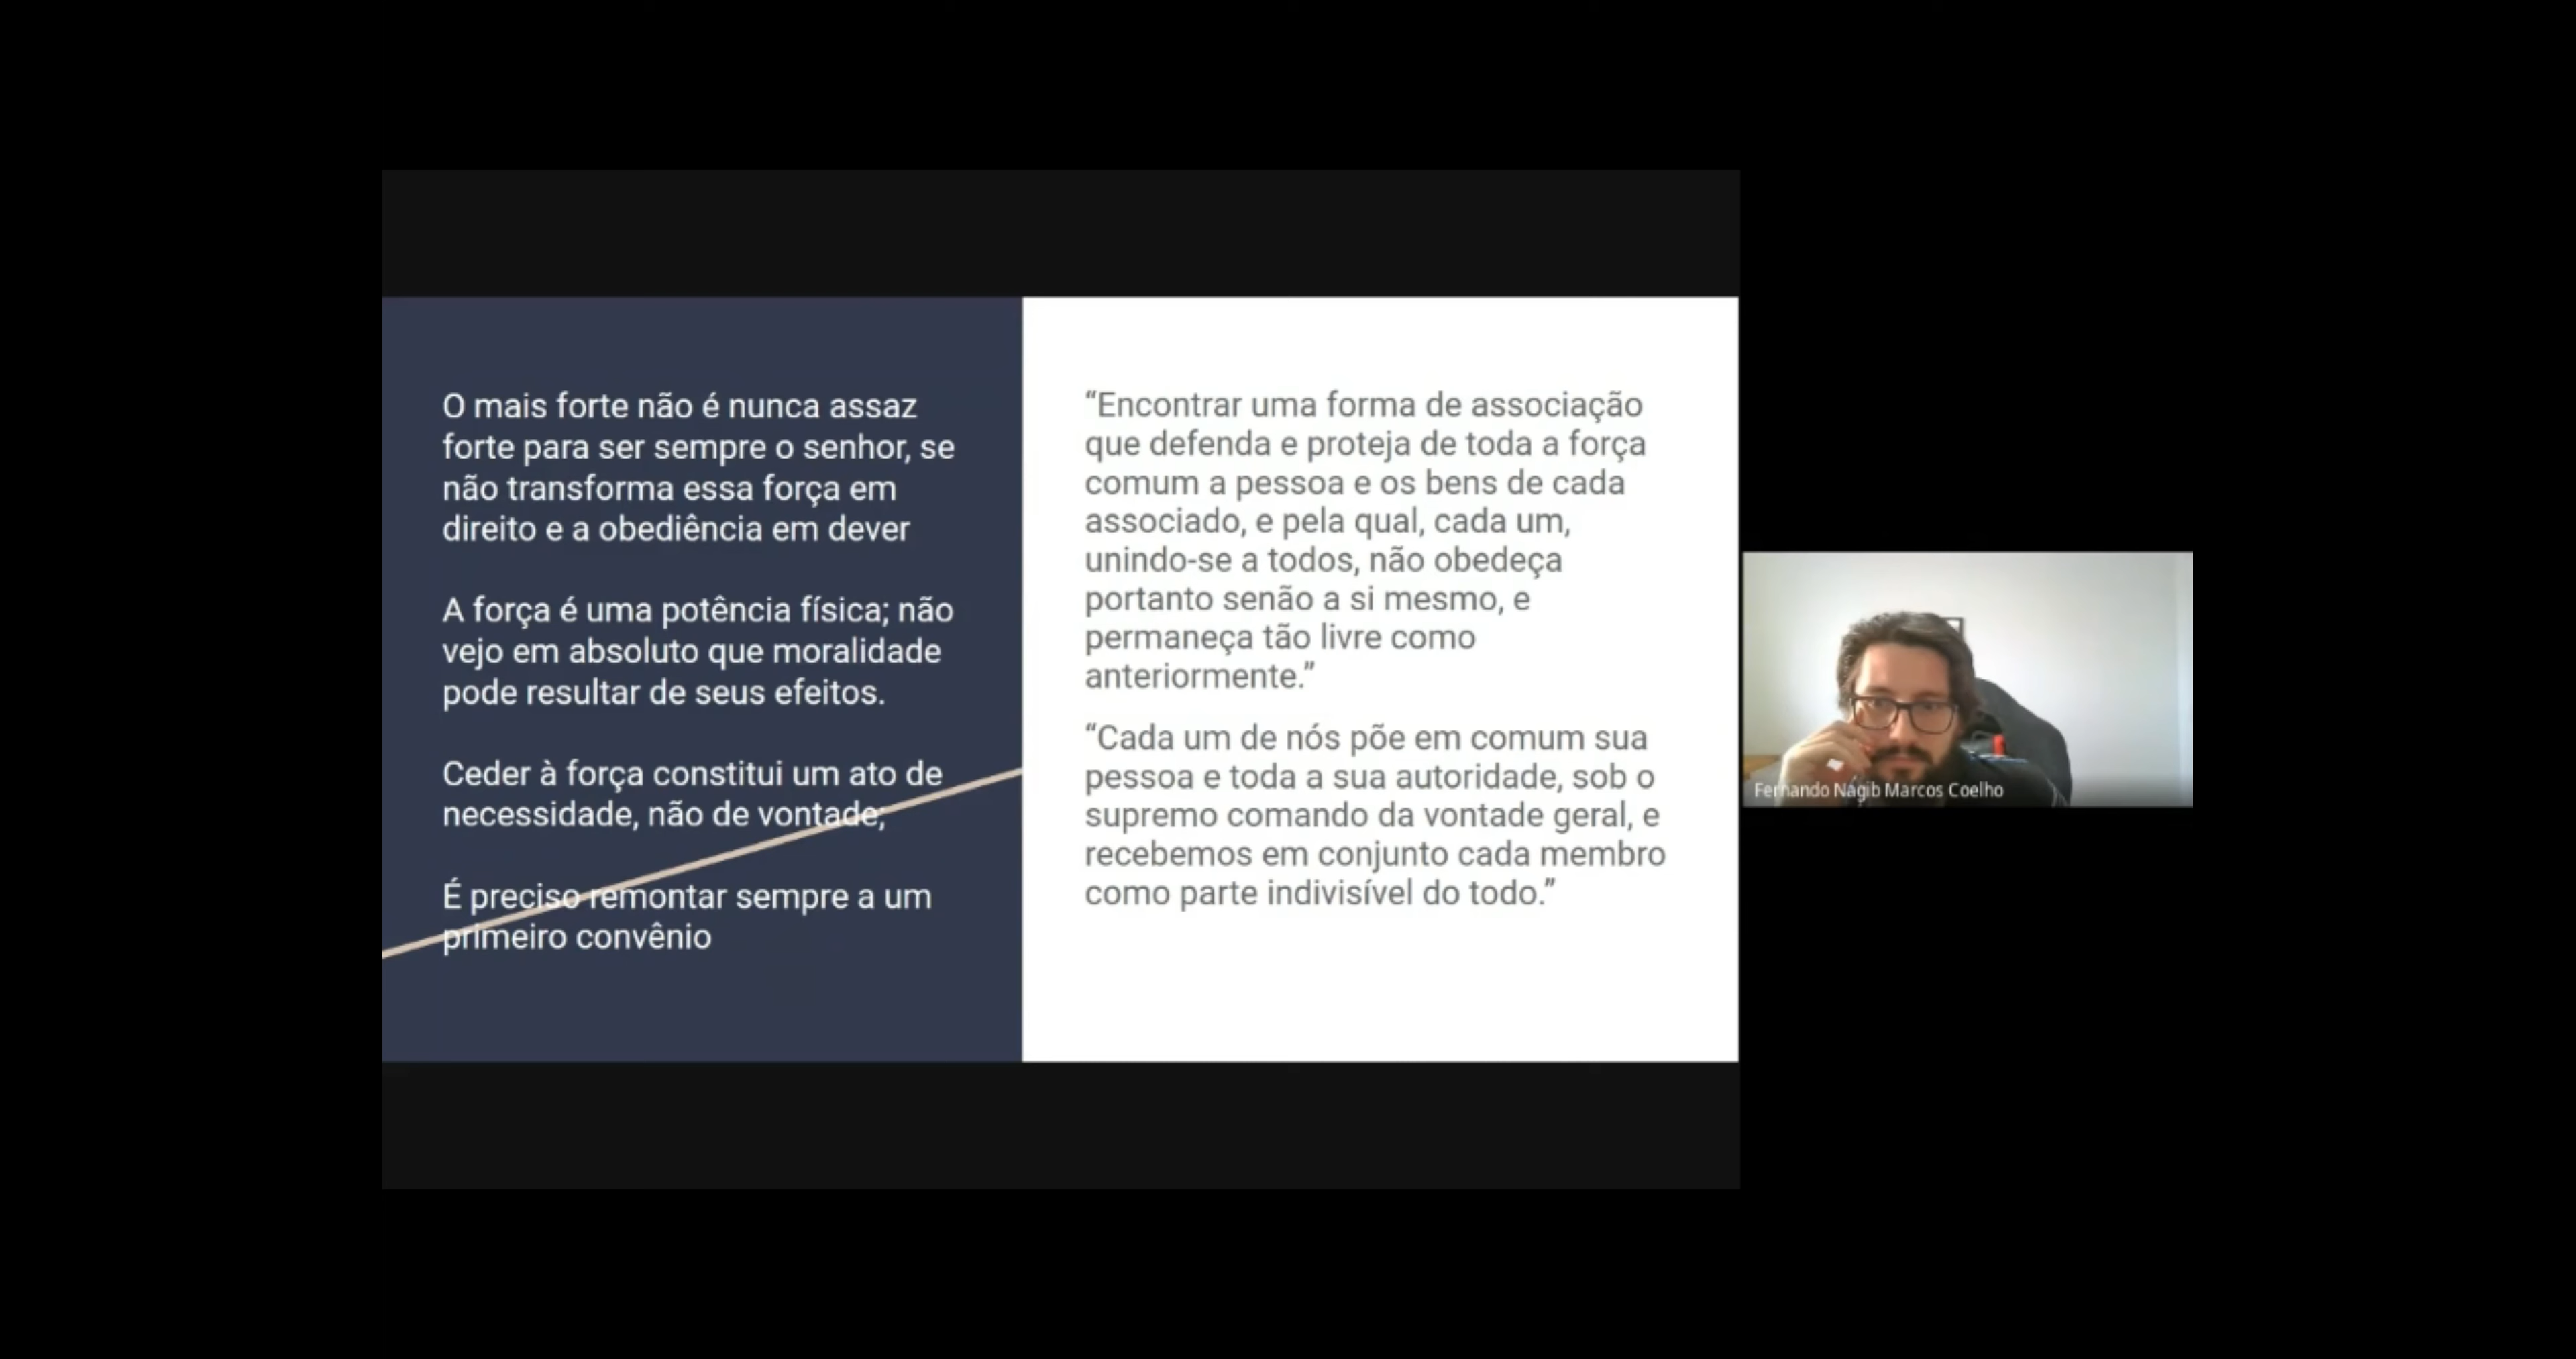 O mais forte não é nunca assaz
forte para ser sempre o senhor, se
não transforma essa força em
direito e a obediência em dever
A força é uma potência física; não
vejo em absoluto que moralidade
pode resultar de seus efeitos.
Ceder à força constitui um ato de
necessidade, não de vontade;
É preciso remontar sempre a um
primeiro convênio
“Encontrar uma forma de associação
que defenda e proteja de toda a força
comum a pessoa e os bens de cada
associado, e pela qual, cada um,
unindo-se a todos, não obedeça
portanto senão a si mesmo, e
permaneça tão livre como
anteriormente.”
“Cada um de nós põe em comum sua
pessoa e toda a sua autoridade, sob o
supremo comando da vontade geral, e
recebemos em conjunto cada membro
como parte indivisível do todo.”
Fernando Nagib Marcos Coelho